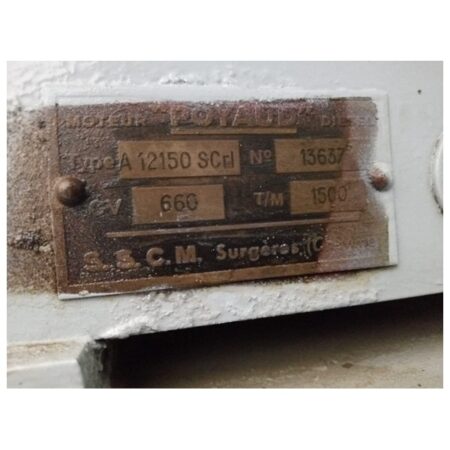 MOTEUR "POYAUD" DIESEL
Type A 12150 SCrl No 13637
CV 660 T/M 1500
S. S. C. M. Surgères.